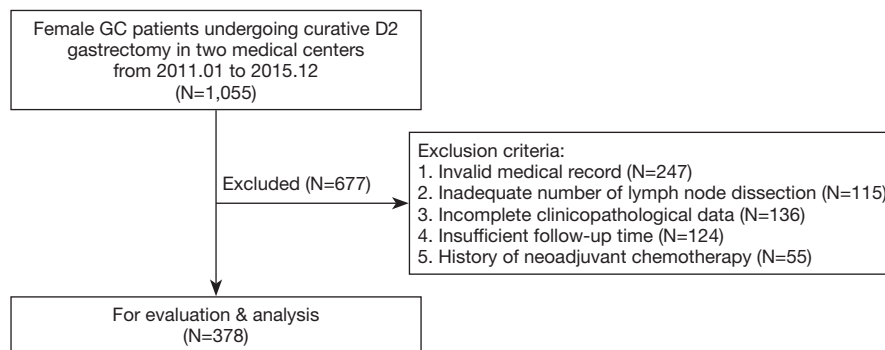 Female GC patients undergoing curative D2
gastrectomy in two medical centers
from 2011.01 to 2015.12
(N=1,055)
Excluded (N=677)
Exclusion criteria:
1. Invalid medical record (N=247)
2. Inadequate number of lymph node dissection (N=115)
3. Incomplete clinicopathological data (N=136)
4. Insufficient follow-up time (N=124)
5. History of neoadjuvant chemotherapy (N=55)
For evaluation & analysis
(N=378)